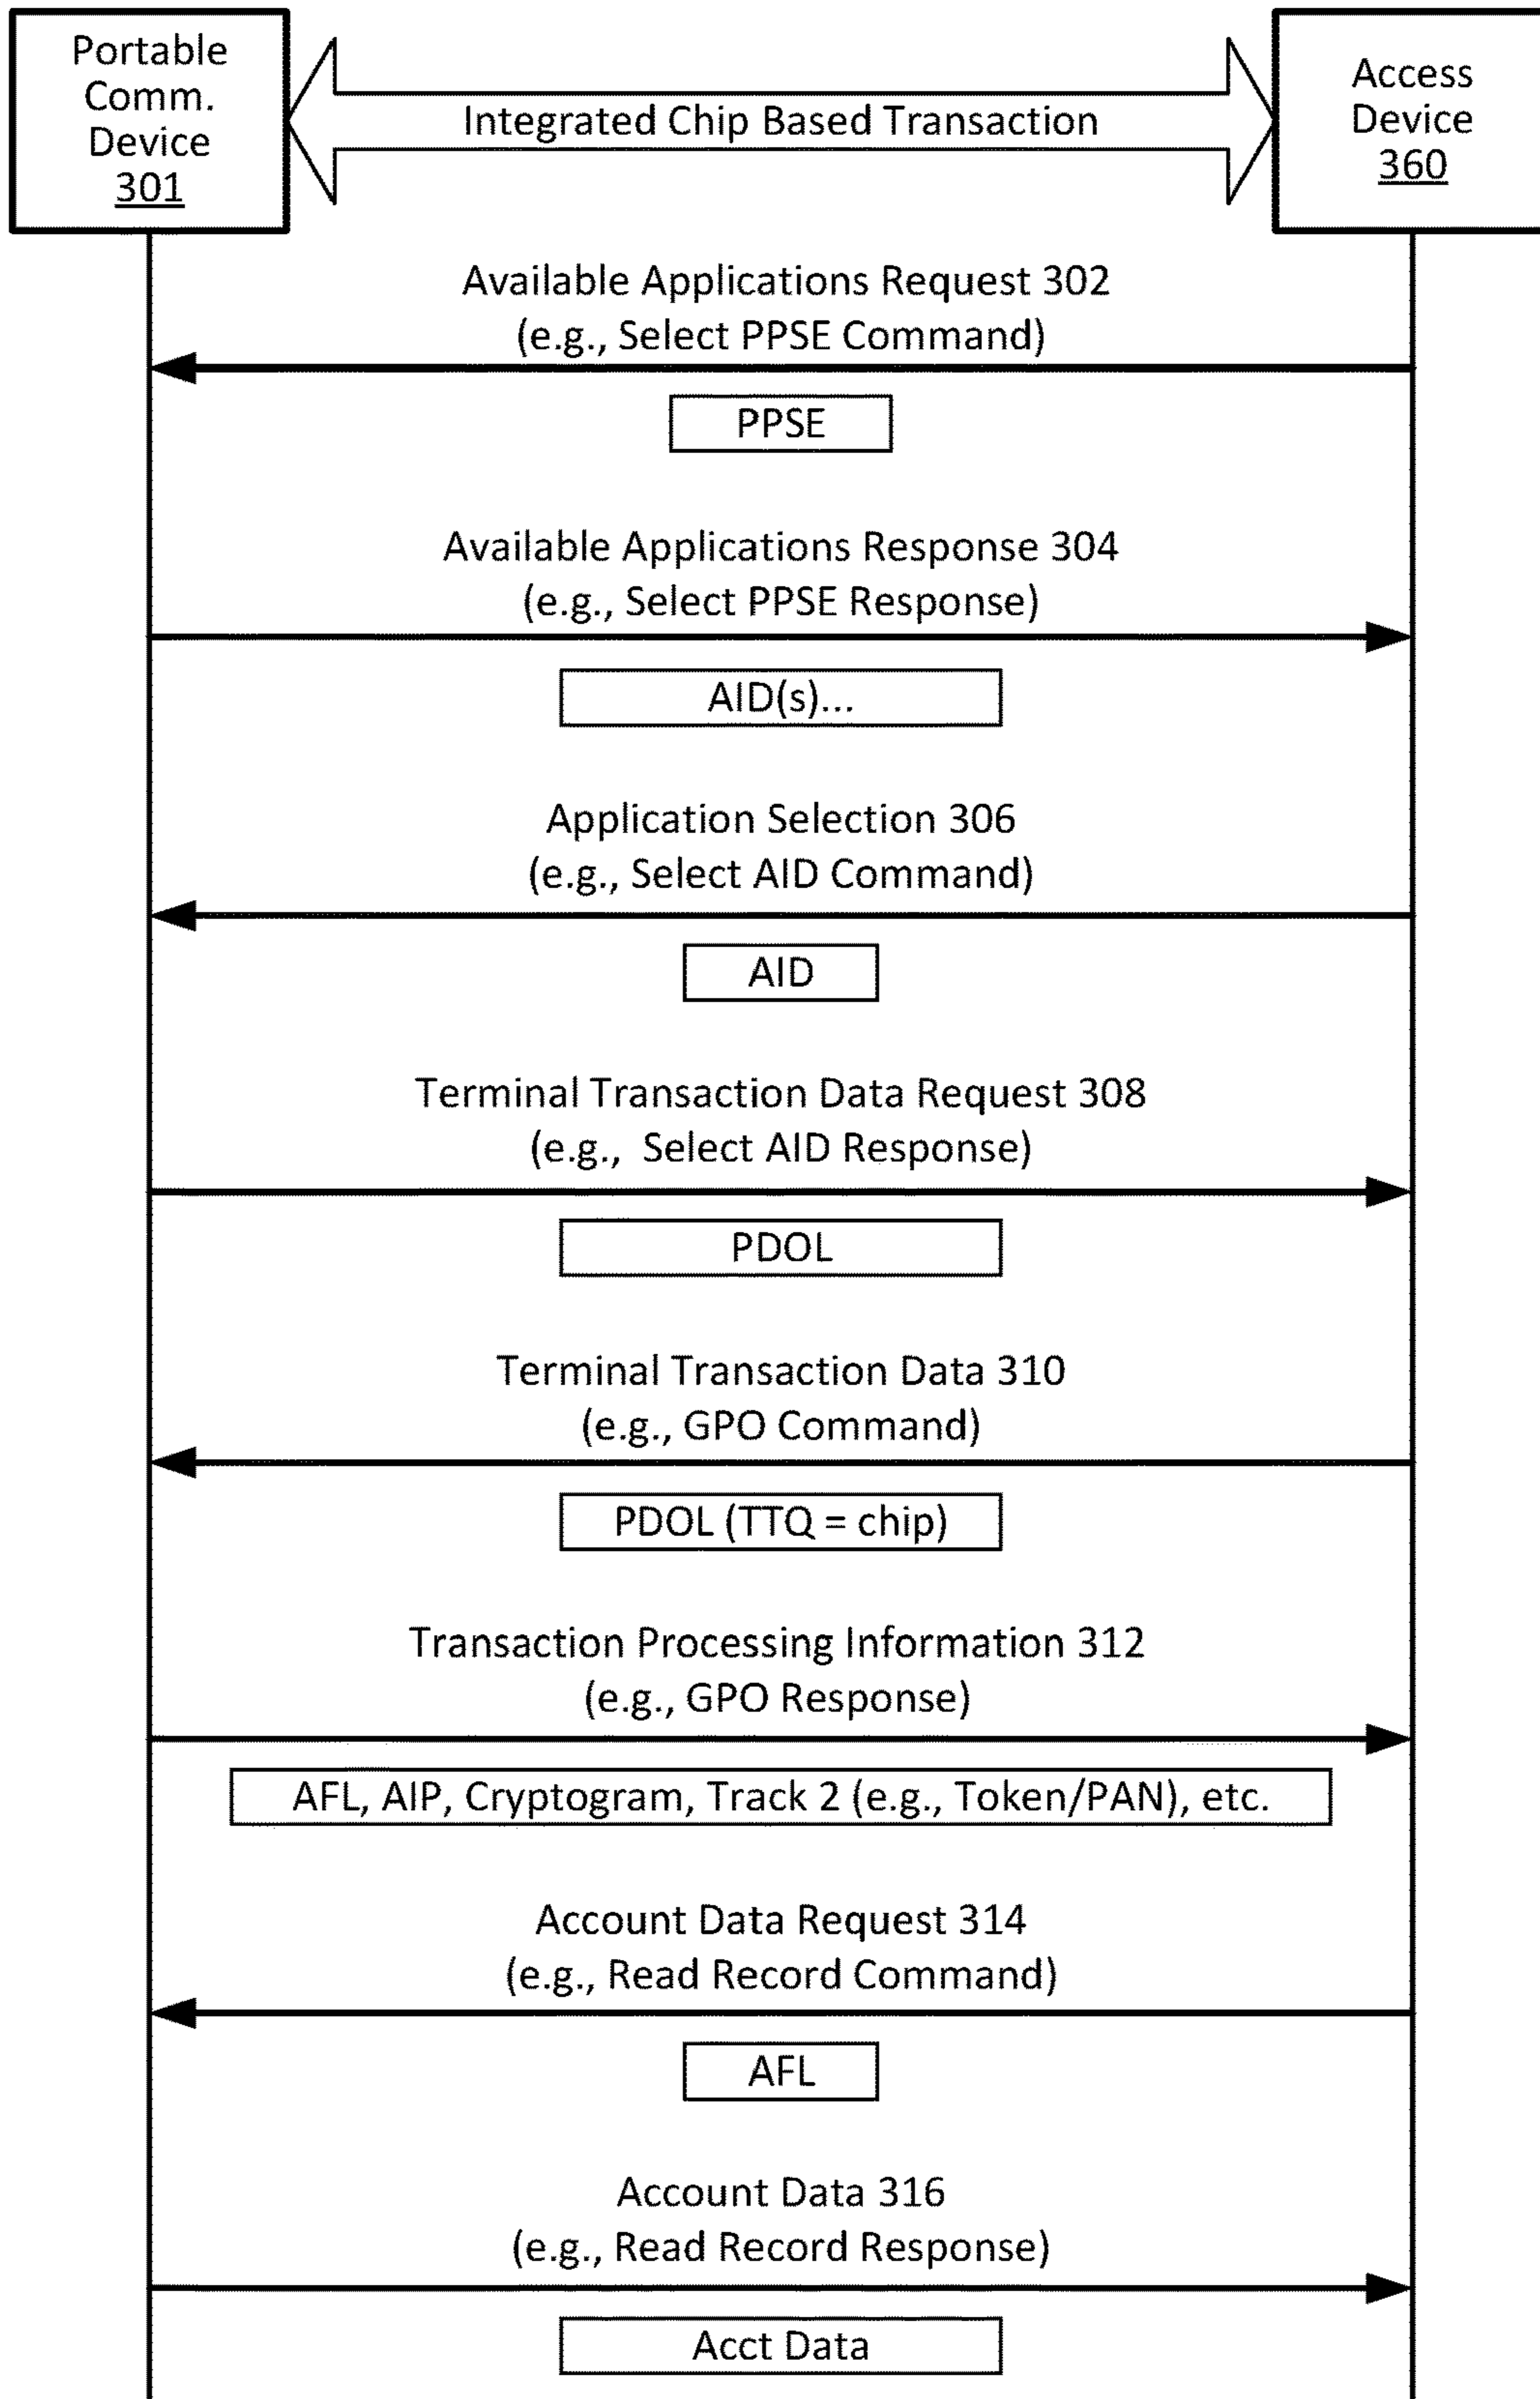 Portable
Comm.
Device
301
Integrated Chip Based Transaction
Access
Device
360
Available Applications Request 302
(e.g., Select PPSE Command)
PPSE
Available Applications Response 304
(e.g., Select PPSE Response)
AID(s)...
Application Selection 306
(e.g., Select AID Command)
AID
Terminal Transaction Data Request 308
(e.g., Select AID Response)
PDOL
Terminal Transaction Data 310
(e.g., GPO Command)
PDOL (TTQ = chip)
Transaction Processing Information 312
(e.g., GPO Response)
AFL, AIP, Cryptogram, Track 2 (e.g., Token/PAN), etc.
Account Data Request 314
(e.g., Read Record Command)
AFL
Account Data 316
(e.g., Read Record Response)
Acct Data